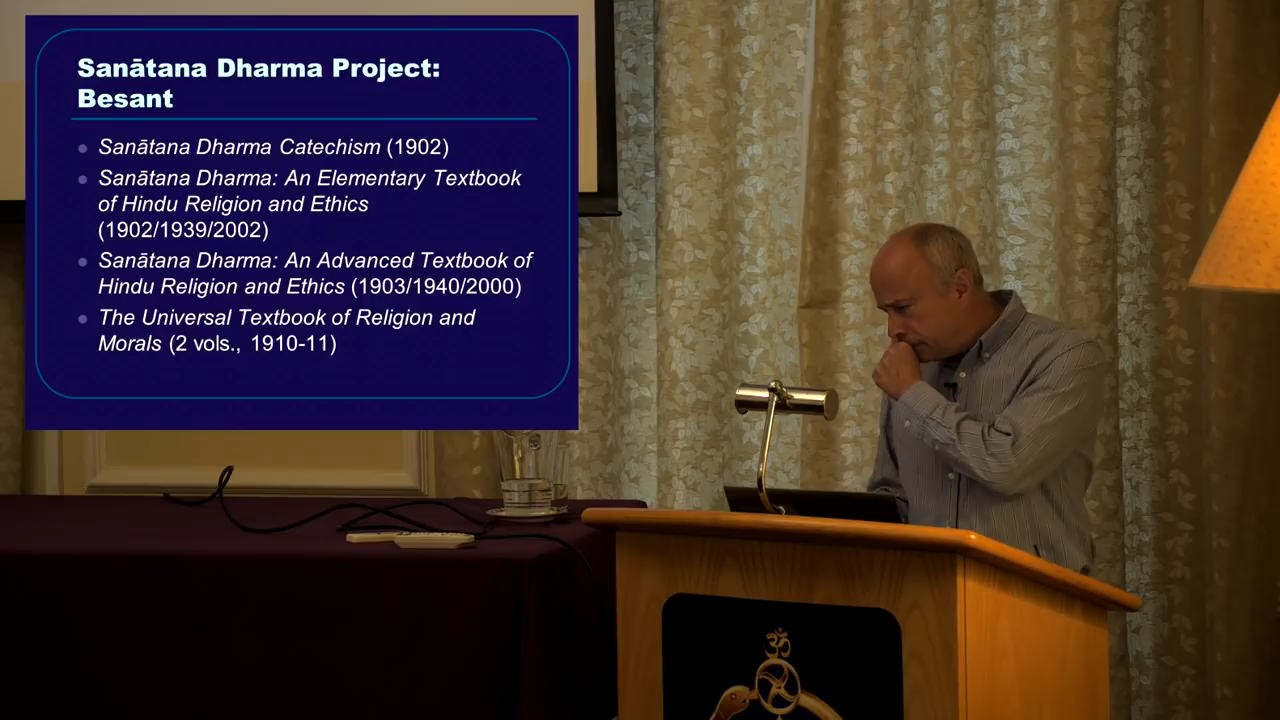 Sanātana Dharma Project:
Besant
Sanātana Dharma Catechism (1902)
Sanātana Dharma: An Elementary Textbook
of Hindu Religion and Ethics
(1902/1939/2002)
Sanātana Dharma: An Advanced Textbook of
Hindu Religion and Ethics (1903/1940/2000)
The Universal Textbook of Religion and
Morals (2 vols., 1910-11)
ॐ